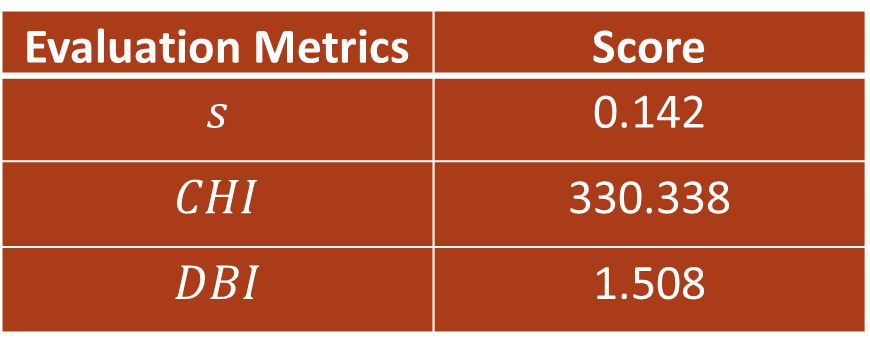 Evaluation Metrics Score
s 0.142
CHI 330.338
DBI 1.508